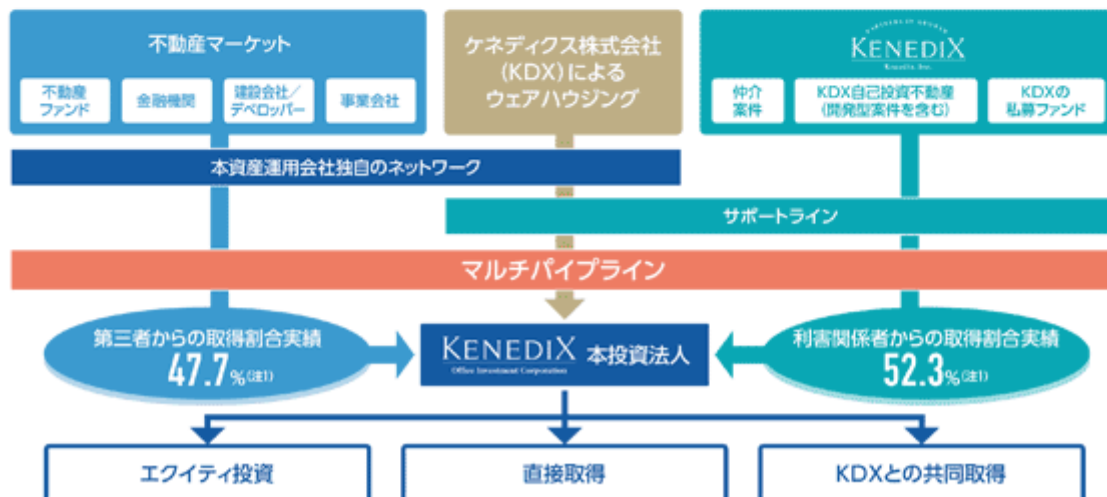 不動産マーケット
不動産
ファンド
金融機関
建設会社／
デベロッパー
事業会社
ケネディクス株式会社
(KDX)による
ウェアハウジング
KENEDIX
Kenedix, Inc.
仲介
案件
KDX自己投資不動産
(開発型案件を含む)
KDXの
私募ファンド
本資産運用会社独自のネットワーク
サポートライン
マルチパイプライン
第三者からの取得割合実績
47.7%(注1)
KENEDIX 本投資法人
Office Investment Corporation
利害関係者からの取得割合実績
52.3%(注1)
エクイティ投資
直接取得
KDXとの共同取得